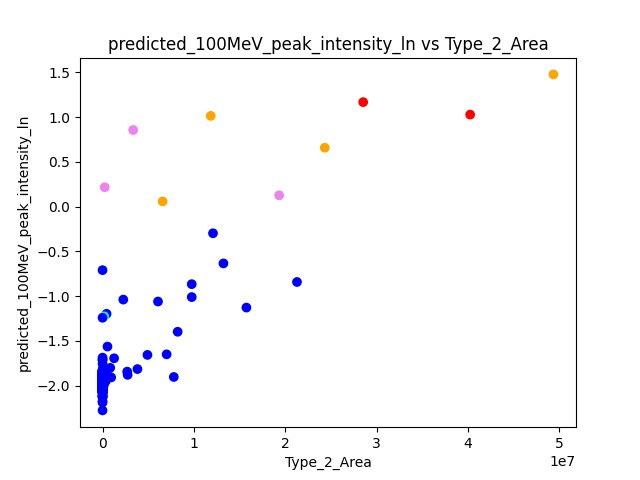 predicted_100MeV_peak_intensity_ln vs Type_2_Area
predicted_100MeV_peak_intensity_ln
1.5
1.0
0.5
0.0
−0.5
−1.0
−1.5
−2.0
0 1 2 3 4 5
1e7
Type_2_Area